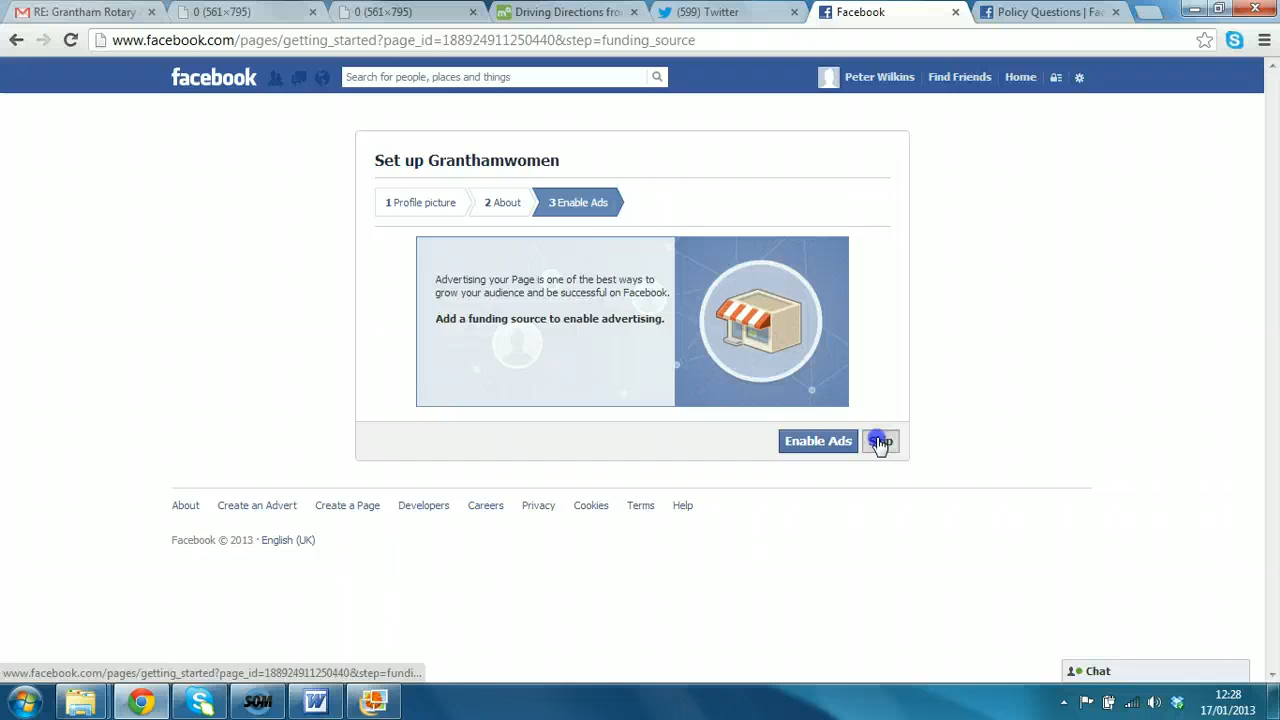 RE: Grantham Rotary
0 (561×795)
0 (561×795)
Driving Directions fro
(599) Twitter
Facebook
Policy Questions | Fac
www.facebook.com/pages/getting_started?page_id=188924911250440&step=funding_source
facebook
Search for people, places and things
Peter Wilkins
Find Friends
Home
Set up Granthamwomen
1 Profile picture
2 About
3 Enable Ads
Advertising your Page is one of the best ways to
grow your audience and be successful on Facebook.
Add a funding source to enable advertising.
Enable Ads
About
Create an Advert
Create a Page
Developers
Careers
Privacy
Cookies
Terms
Help
Facebook © 2013 · English (UK)
www.facebook.com/pages/getting_started?page_id=188924911250440&step=fundi...
Chat
SOM
12:28
17/01/2013